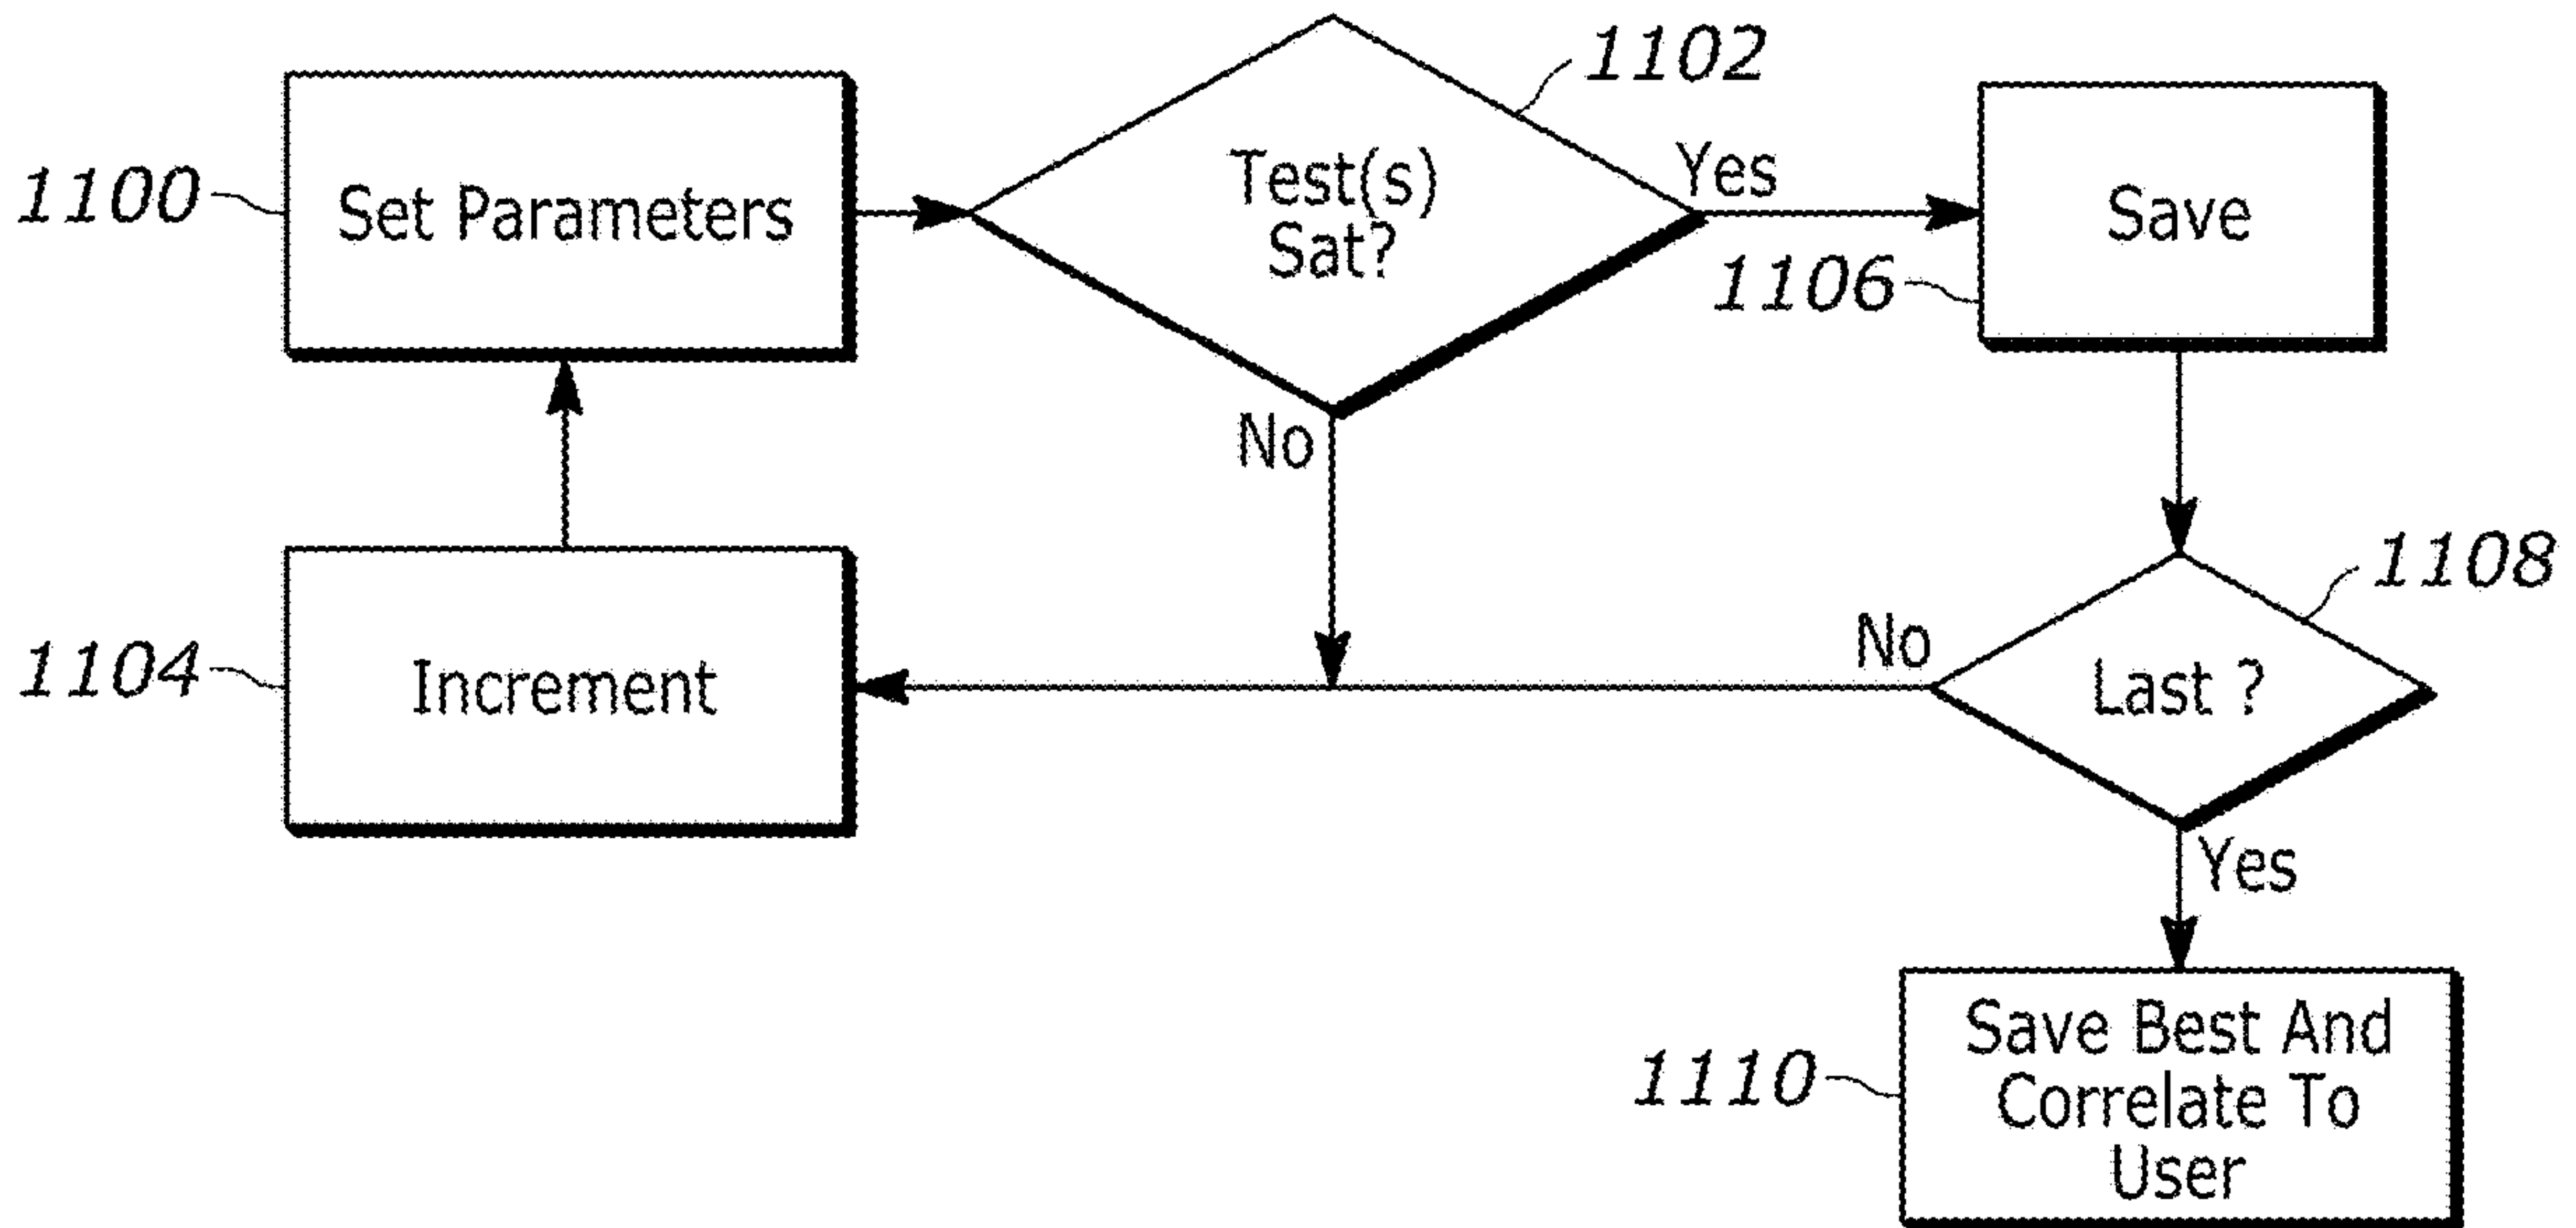 1100
Set Parameters
1102
Test(s)
Sat?
Yes
No
1106
Save
1104
Increment
1108
Last ?
No
Yes
1110
Save Best And
Correlate To
User